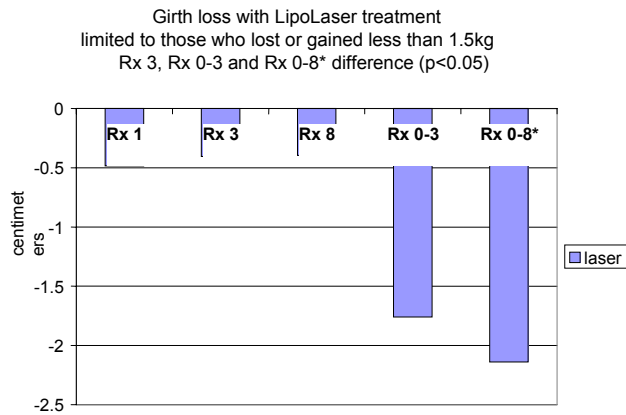 Girth loss with LipoLaser treatment
limited to those who lost or gained less than 1.5kg
Rx 3, Rx 0-3 and Rx 0-8* difference (p<0.05)
0
-0.5
-1
-1.5
-2
-2.5
centimet
ers
Rx 1 Rx 3 Rx 8 Rx 0-3 Rx 0-8*
laser